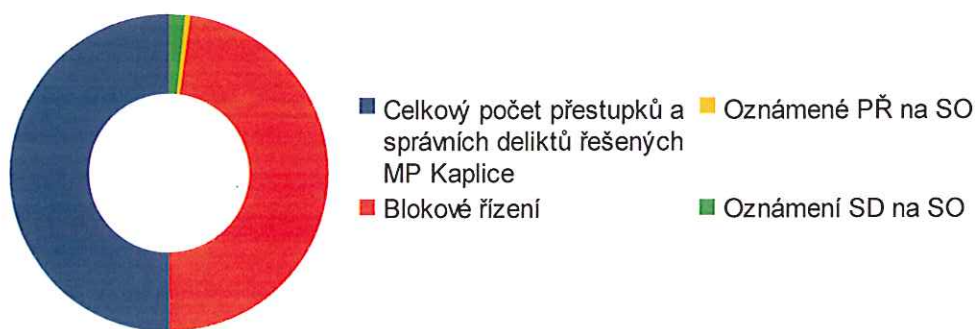 Celkový počet přestupků a
správních deliktů řešených
MP Kaplice
Oznámené PŘ na SO
Blokové řízení
Oznámení SD na SO